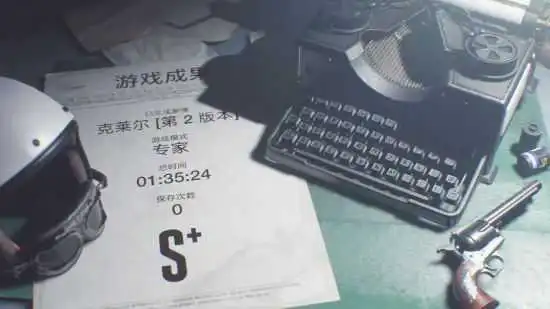 游戏成果
克莱尔 [第 2 版本]
游戏模式
专家
总时间
01:35:24
保存次数
0
S+